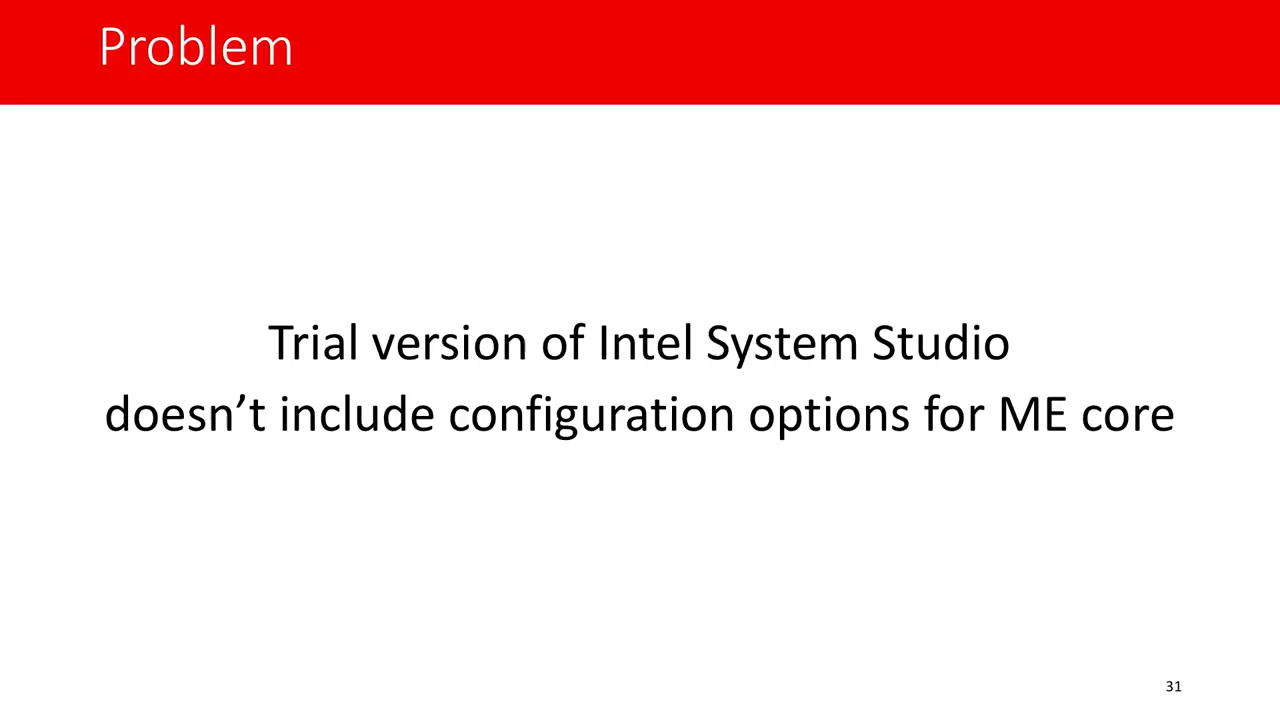 Problem
Trial version of Intel System Studio
doesn’t include configuration options for ME core
31